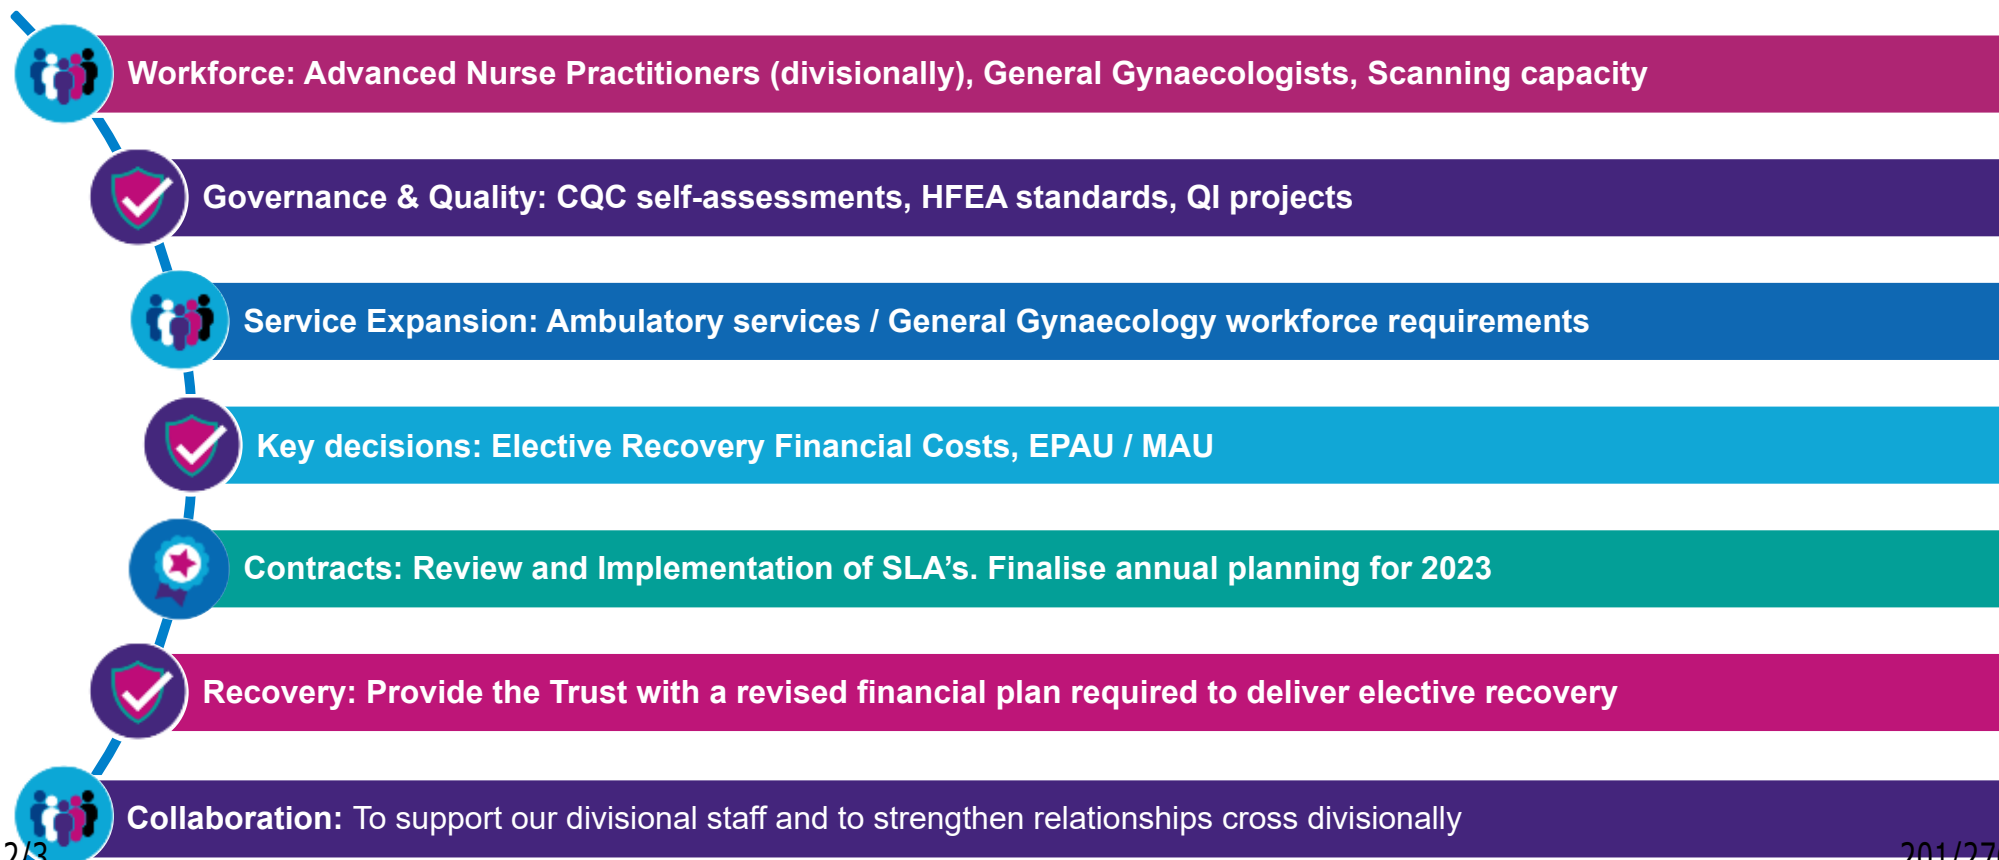 Workforce: Advanced Nurse Practitioners (divisionally), General Gynaecologists, Scanning capacity
Governance & Quality: CQC self-assessments, HFEA standards, QI projects
Service Expansion: Ambulatory services / General Gynaecology workforce requirements
Key decisions: Elective Recovery Financial Costs, EPAU / MAU
Contracts: Review and Implementation of SLA’s. Finalise annual planning for 2023
Recovery: Provide the Trust with a revised financial plan required to deliver elective recovery
Collaboration: To support our divisional staff and to strengthen relationships cross divisionally
2/3